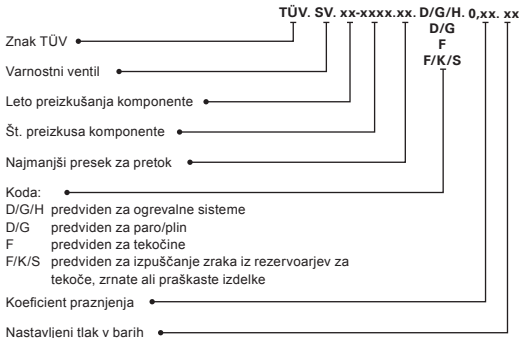 TÜV. SV. xx-xxxx.xx. D/G/H. 0,xx. xx
D/G
F
F/K/S
Znak TÜV
Varnostni ventil
Leto preizkušanja komponente
Št. preizkusa komponente
Najmanjši presek za pretok
Koda:
D/G/H predviden za ogrevalne sisteme
D/G predviden za paro/plin
F predviden za tekočine
F/K/S predviden za izpuščanje zraka iz rezervoarjev za
tekoče, zrnate ali praškaste izdelke
Koeficient praznjenja
Nastavljeni tlak v barih